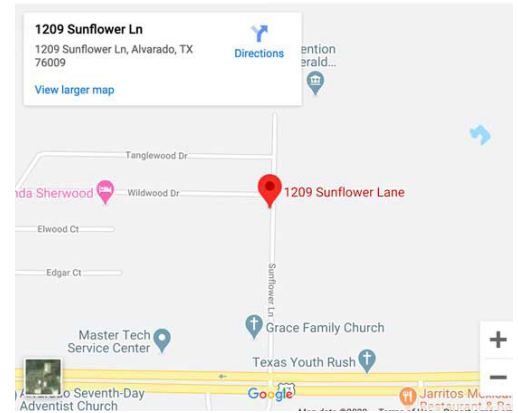 1209 Sunflower Ln
1209 Sunflower Ln, Alvarado, TX
76009
Directions
View larger map
Tanglewood Dr
Sherwood
Wildwood Dr
1209 Sunflower Lane
Elwood Ct
Edgar Ct
Sunflower Ln
Grace Family Church
Master Tech
Service Center
Texas Youth Rush
Google
Seventh-Day
Adventist Church
Jarritos
+
−